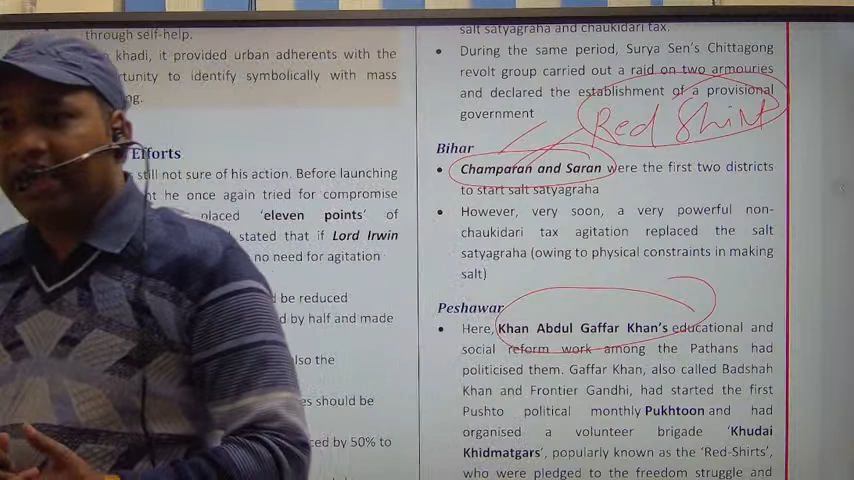 through self-help.
khadi, it provided urban adherents with the
rtunity to identify symbolically with mass
ng.
Efforts
still not sure of his action. Before launching
nt he once again tried for compromise
placed 'eleven points' of
stated that if Lord Irwin
no need for agitation
be reduced
d by half and made
lso the
es should be
ced by 50% to
salt satyagraha and chaukidari tax.
• During the same period, Surya Sen's Chittagong
revolt group carried out a raid on two armouries
and declared the establishment of a provisional
government
Red Shirt
Bihar
• Champaran and Saran were the first two districts
to start salt satyagraha
• However, very soon, a very powerful non-
chaukidari tax agitation replaced the salt
satyagraha (owing to physical constraints in making
salt)
Peshawar
• Here, Khan Abdul Gaffar Khan's educational and
social reform work among the Pathans had
politicised them. Gaffar Khan, also called Badshah
Khan and Frontier Gandhi, had started the first
Pushto political monthly Pukhtoon and had
organised a volunteer brigade 'Khudai
Khidmatgars', popularly known as the 'Red-Shirts',
who were pledged to the freedom struggle and